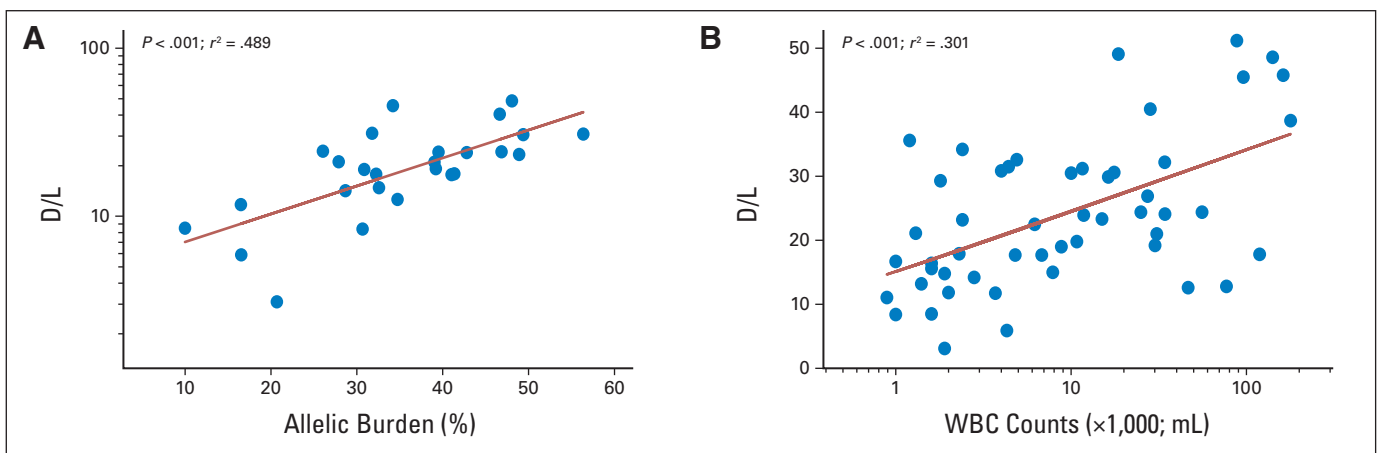 A
P < .001; r² = .489
D/L
100
10
10 20 30 40 50 60
Allelic Burden (%)
B
P < .001; r² = .301
D/L
50
40
30
20
10
0
1 10 100
WBC Counts (×1,000; mL)